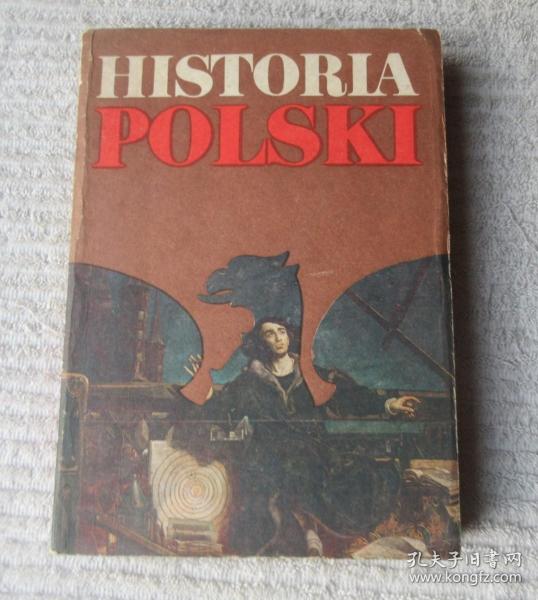 HISTORIA
POLSKI
孔夫子旧书网
www.kongfz.com